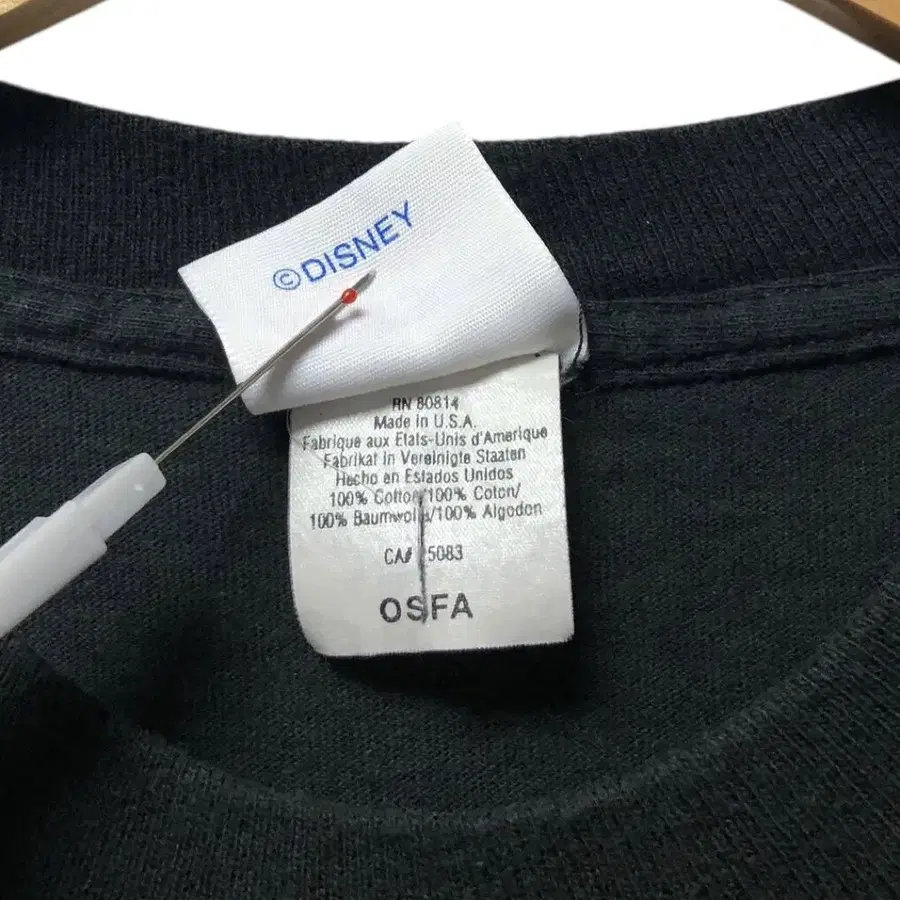 ©DISNEY
RN 80814
Made in U.S.A.
Fabrique aux Etats-Unis d'Amerique
Fabrikat in Vereinigte Staaten
Hecho en Estados Unidos
100% Cotton/100% Coton/
100% Baumwolle/100% Algodon
CA# 15083
OSFA